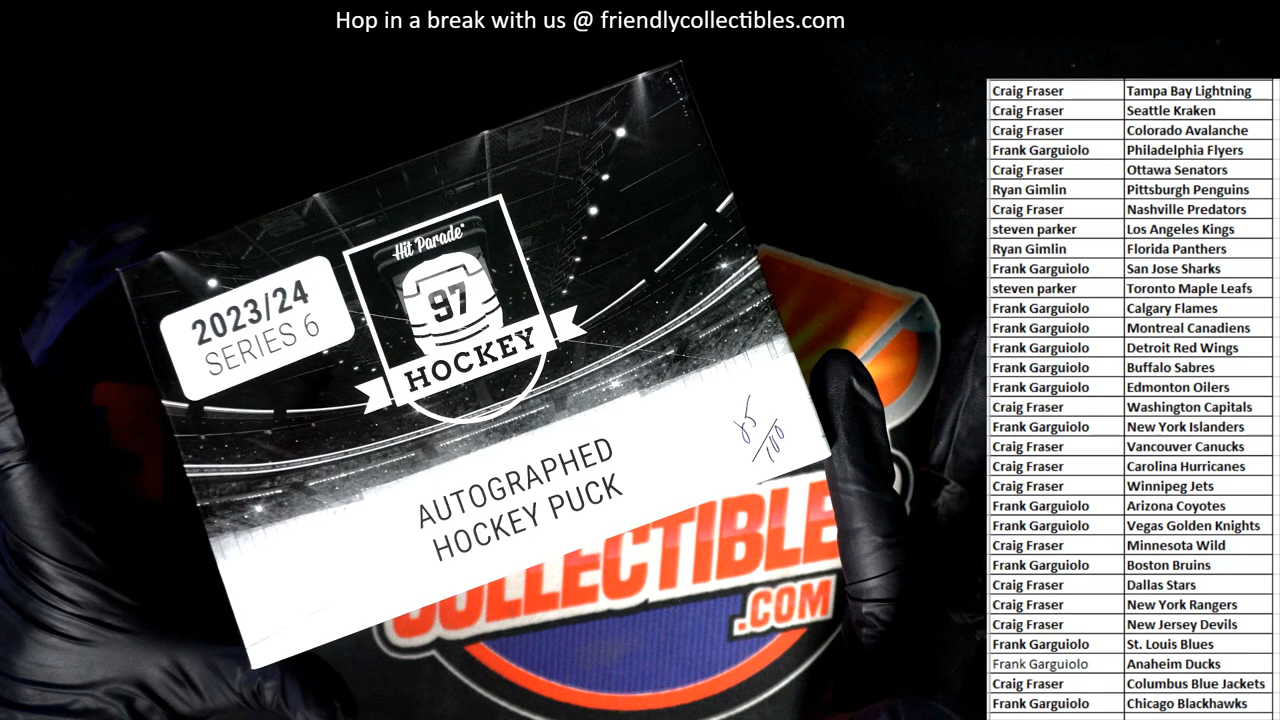 Hop in a break with us @ friendlycollectibles.com
2023/24
SERIES 6
Hit Parade
97
HOCKEY
AUTOGRAPHED
HOCKEY PUCK
85/100
COLLECTIBLE
.COM
Craig Fraser Tampa Bay Lightning
Craig Fraser Seattle Kraken
Craig Fraser Colorado Avalanche
Frank Garguiolo Philadelphia Flyers
Craig Fraser Ottawa Senators
Ryan Gimlin Pittsburgh Penguins
Craig Fraser Nashville Predators
steven parker Los Angeles Kings
Ryan Gimlin Florida Panthers
Frank Garguiolo San Jose Sharks
steven parker Toronto Maple Leafs
Frank Garguiolo Calgary Flames
Frank Garguiolo Montreal Canadiens
Frank Garguiolo Detroit Red Wings
Frank Garguiolo Buffalo Sabres
Frank Garguiolo Edmonton Oilers
Craig Fraser Washington Capitals
Frank Garguiolo New York Islanders
Craig Fraser Vancouver Canucks
Craig Fraser Carolina Hurricanes
Craig Fraser Winnipeg Jets
Frank Garguiolo Arizona Coyotes
Frank Garguiolo Vegas Golden Knights
Craig Fraser Minnesota Wild
Frank Garguiolo Boston Bruins
Craig Fraser Dallas Stars
Craig Fraser New York Rangers
Craig Fraser New Jersey Devils
Frank Garguiolo St. Louis Blues
Frank Garguiolo Anaheim Ducks
Craig Fraser Columbus Blue Jackets
Frank Garguiolo Chicago Blackhawks